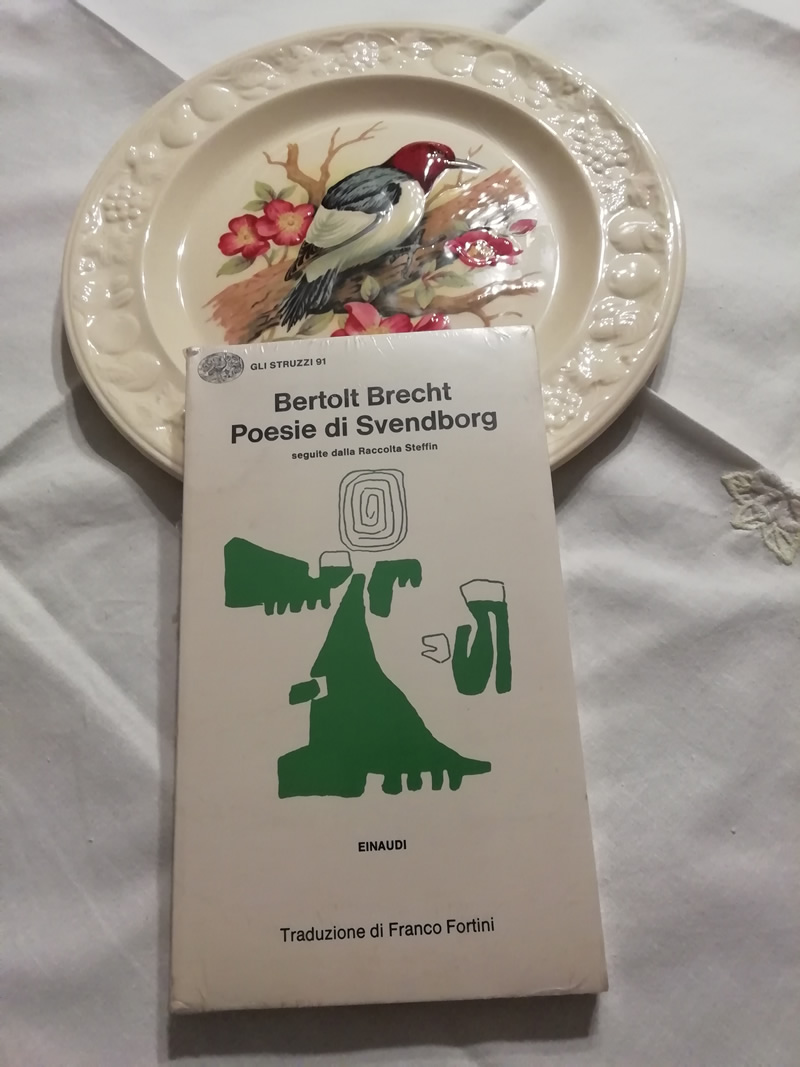 GLI STRUZZI 91
Bertolt Brecht
Poesie di Svendborg
seguite dalla Raccolta Steffin
EINAUDI
Traduzione di Franco Fortini